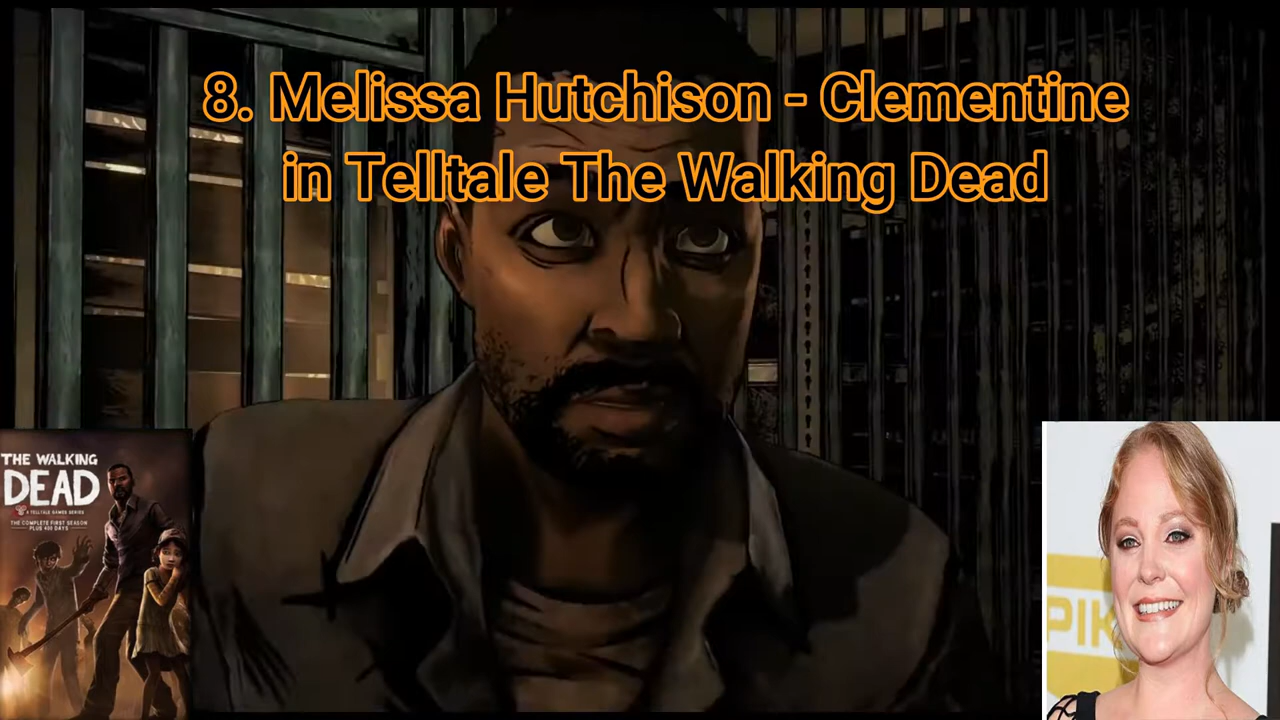 8. Melissa Hutchison - Clementine
in Telltale The Walking Dead
THE WALKING
DEAD
A TELLTALE GAMES SERIES
THE COMPLETE FIRST SEASON
PLUS 400 DAYS
PIK